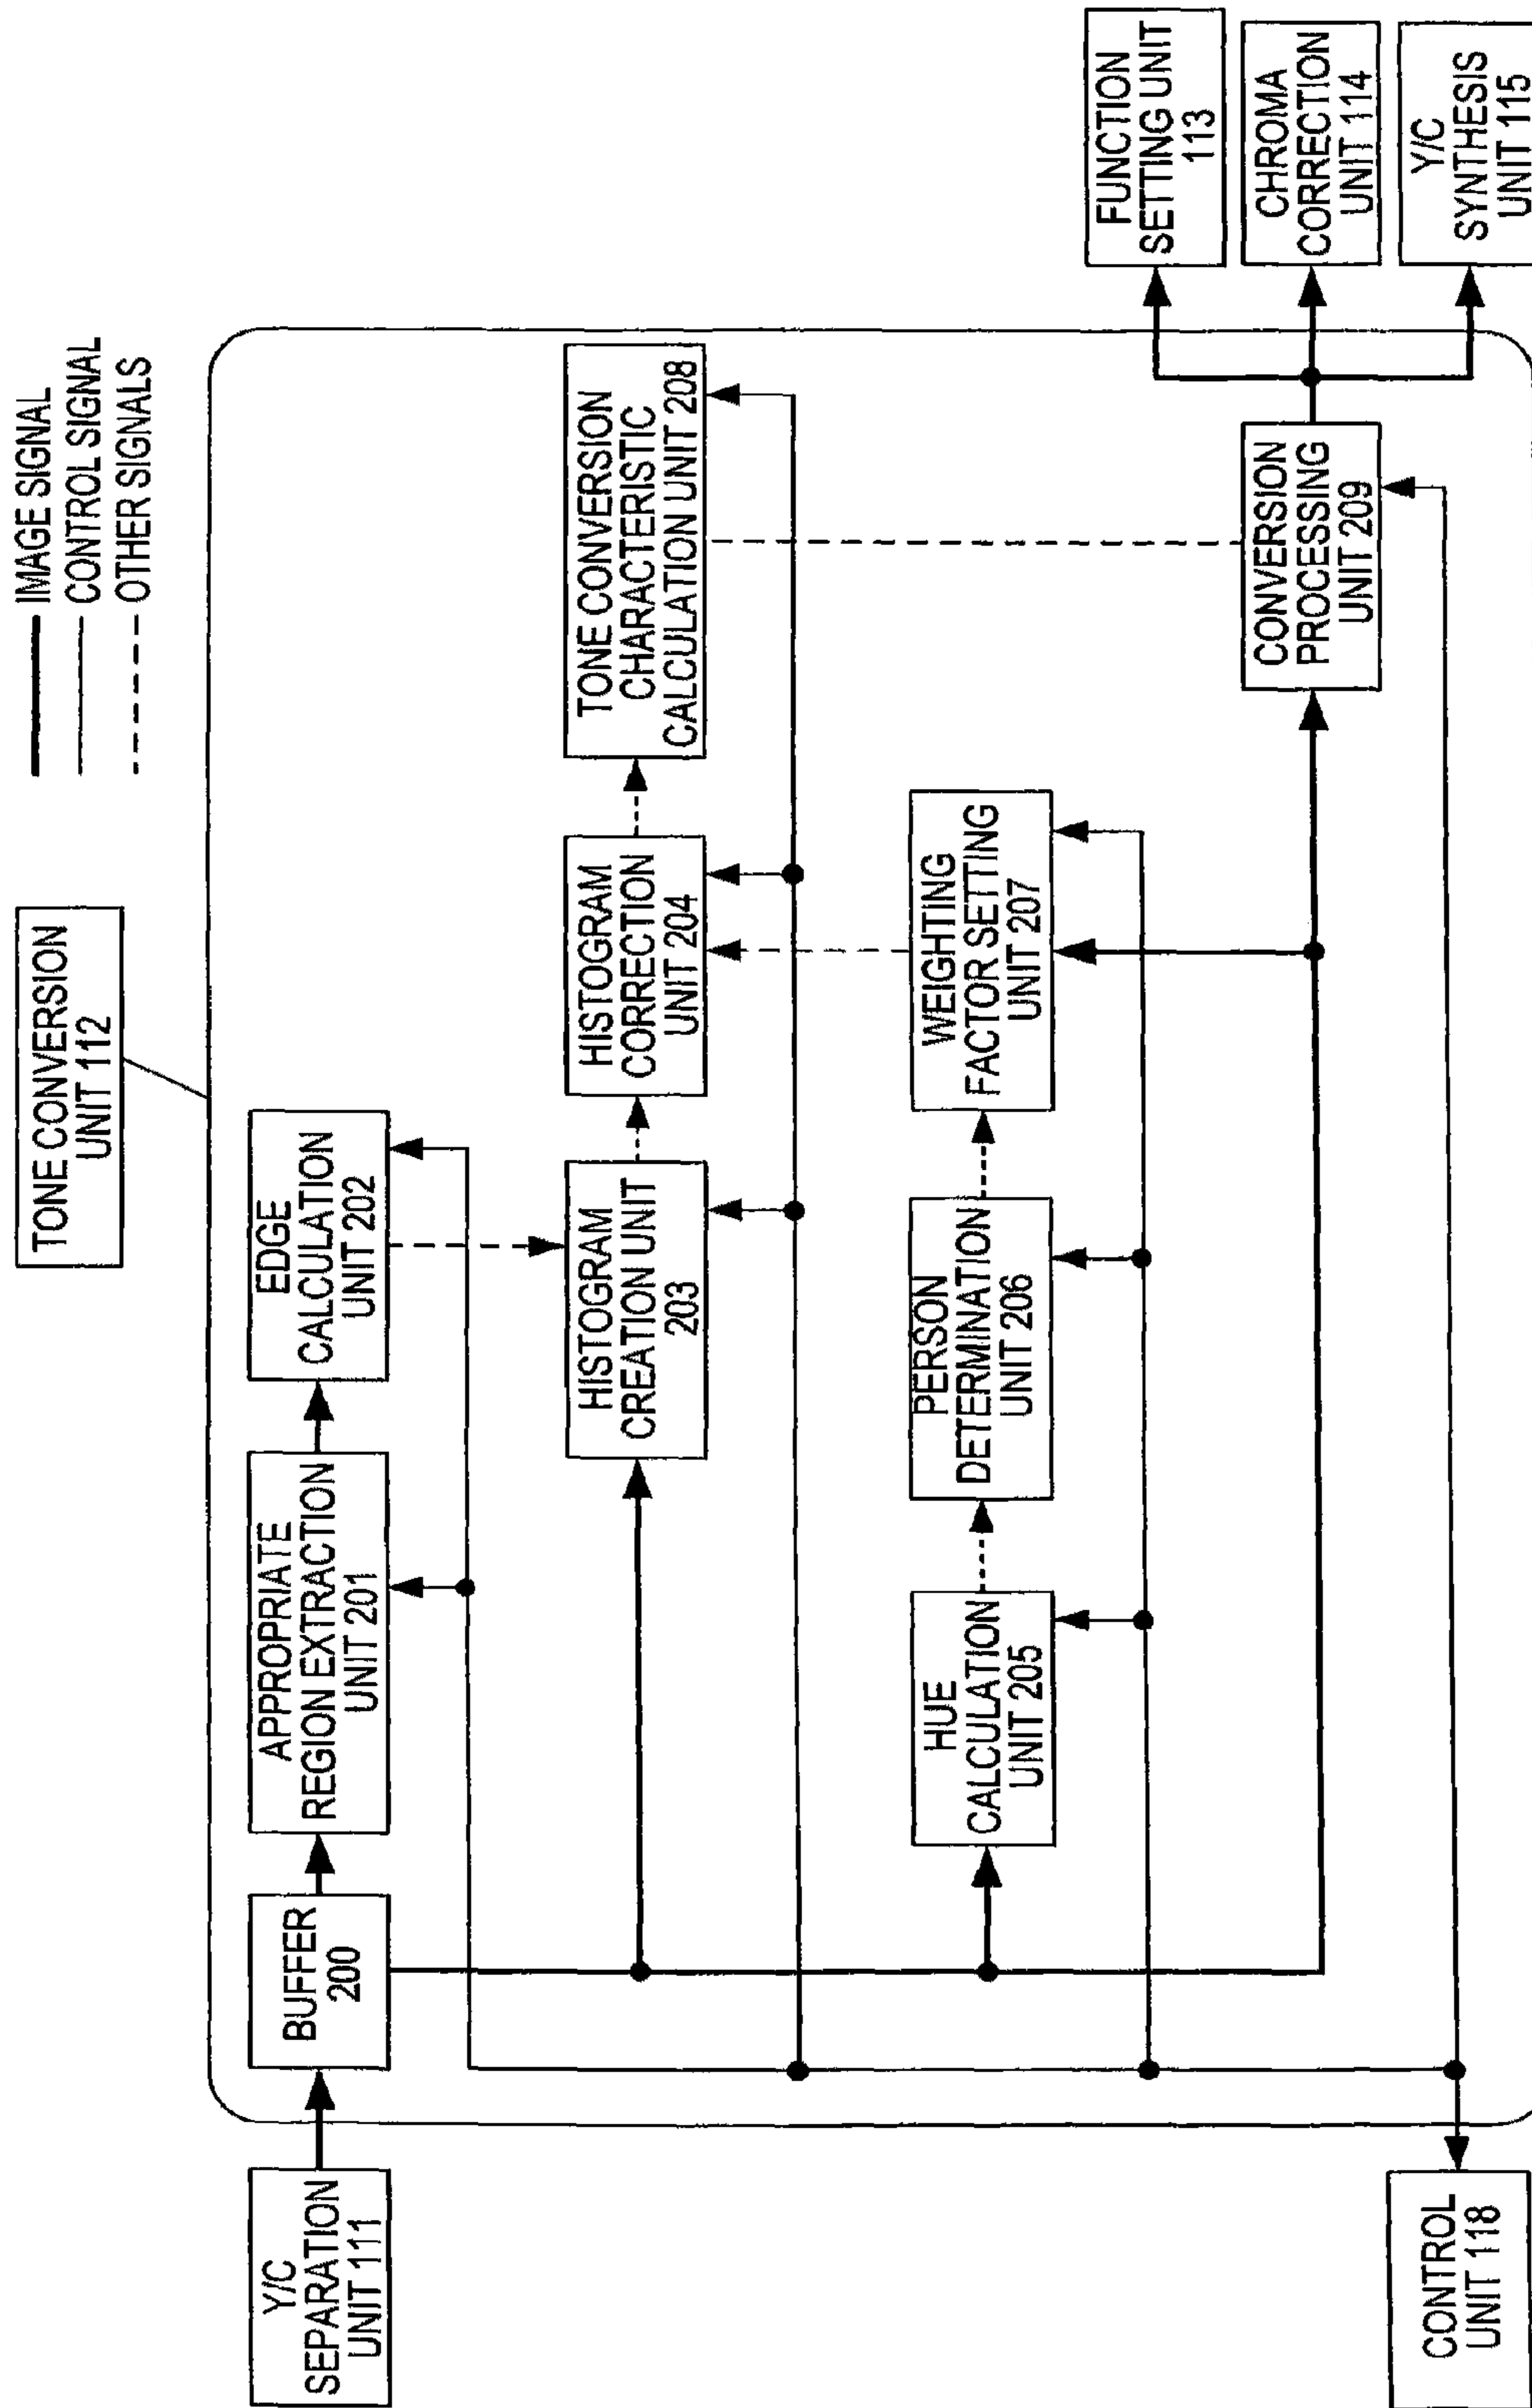 IMAGE SIGNAL
CONTROL SIGNAL
OTHER SIGNALS
TONE CONVERSION
UNIT 112
Y/C
SEPARATION
UNIT 111
BUFFER
200
APPROPRIATE
REGION EXTRACTION
UNIT 201
EDGE
CALCULATION
UNIT 202
HISTOGRAM
CREATION UNIT
203
HISTOGRAM
CORRECTION
UNIT 204
TONE CONVERSION
CHARACTERISTIC
CALCULATION UNIT 208
HUE
CALCULATION
UNIT 205
PERSON
DETERMINATION
UNIT 206
WEIGHTING
FACTOR SETTING
UNIT 207
CONVERSION
PROCESSING
UNIT 209
FUNCTION
SETTING UNIT
113
CHROMA
CORRECTION
UNIT 114
Y/C
SYNTHESIS
UNIT 115
CONTROL
UNIT 118